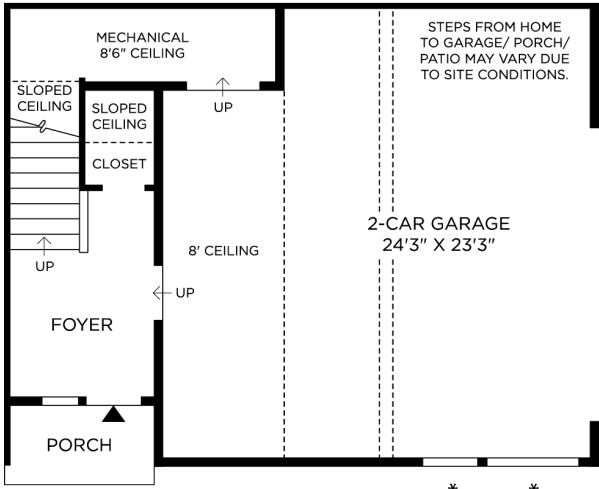 MECHANICAL
8'6" CEILING
STEPS FROM HOME
TO GARAGE/ PORCH/
PATIO MAY VARY DUE
TO SITE CONDITIONS.
SLOPED
CEILING
SLOPED
CEILING
UP
CLOSET
2-CAR GARAGE
24'3" X 23'3"
8' CEILING
UP
UP
FOYER
PORCH
* *